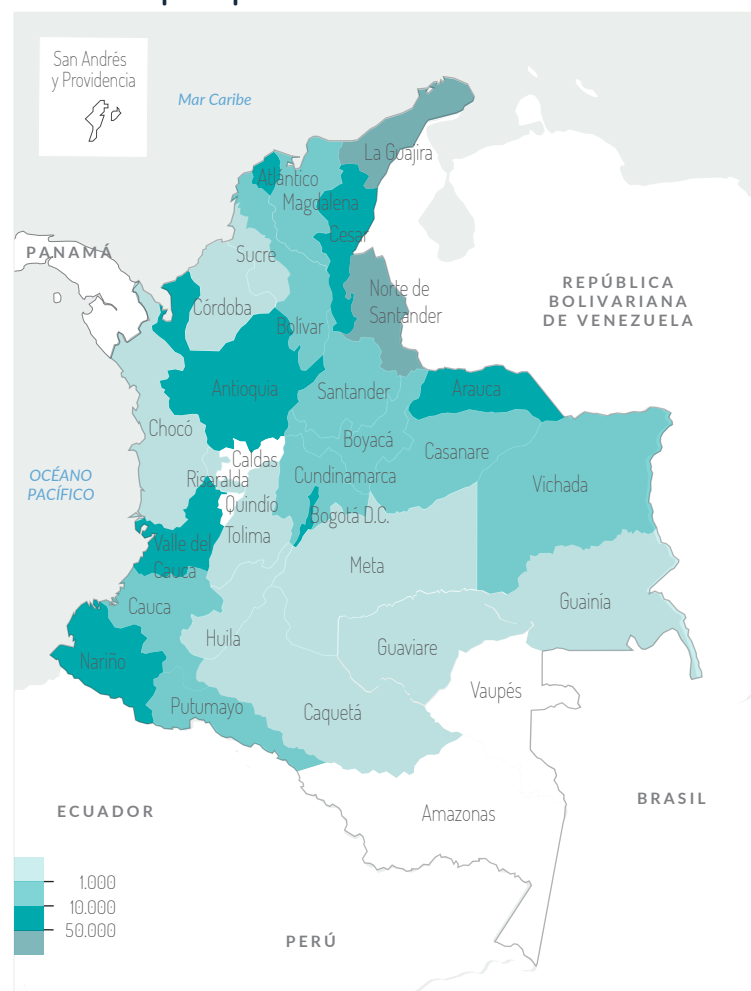 San Andrés
y Providencia
Mar Caribe
La Guajira
Atlántico
Magdalena
Cesar
PANAMÁ
Sucre
Norte de
Santander
REPÚBLICA
BOLIVARIANA
DE VENEZUELA
Córdoba
Bolívar
Antioquia
Santander
Arauca
Chocó
Boyacá
Casanare
Caldas
OCÉANO
PACÍFICO
Risaralda
Cundinamarca
Vichada
Quindío
Bogotá D.C.
Tolima
Valle del
Cauca
Meta
Cauca
Guainía
Huila
Guaviare
Nariño
Vaupés
Putumayo
Caquetá
ECUADOR
Amazonas
BRASIL
1.000
10.000
50.000
PERÚ